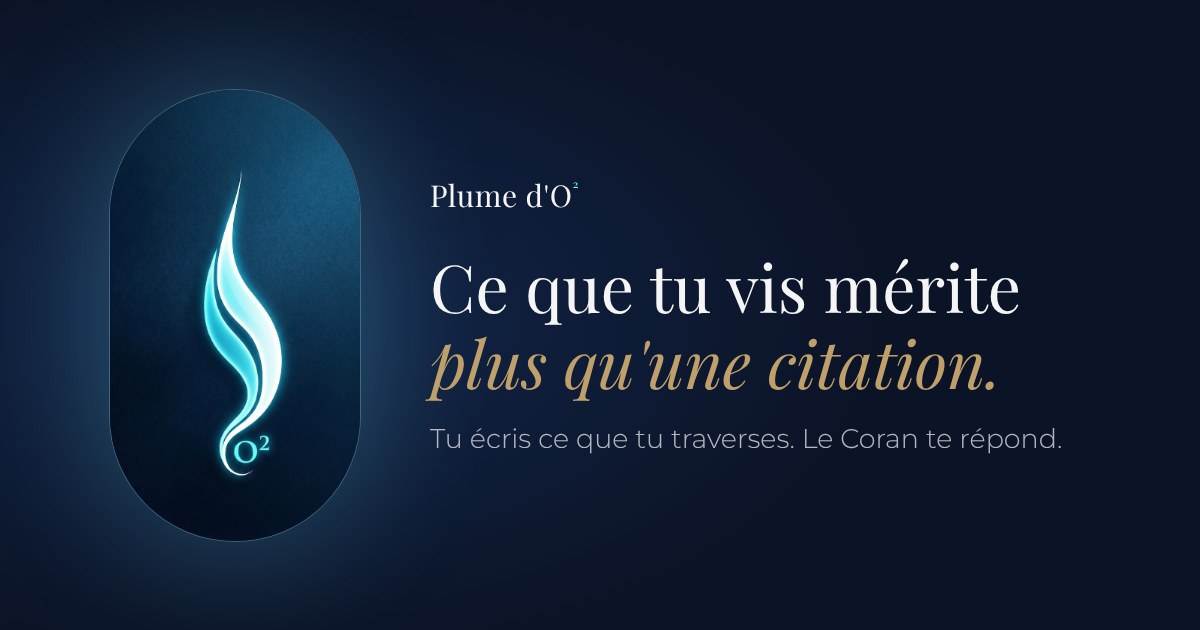 O²
Plume d'O²
Ce que tu vis mérite
plus qu'une citation.
Tu écris ce que tu traverses. Le Coran te répond.